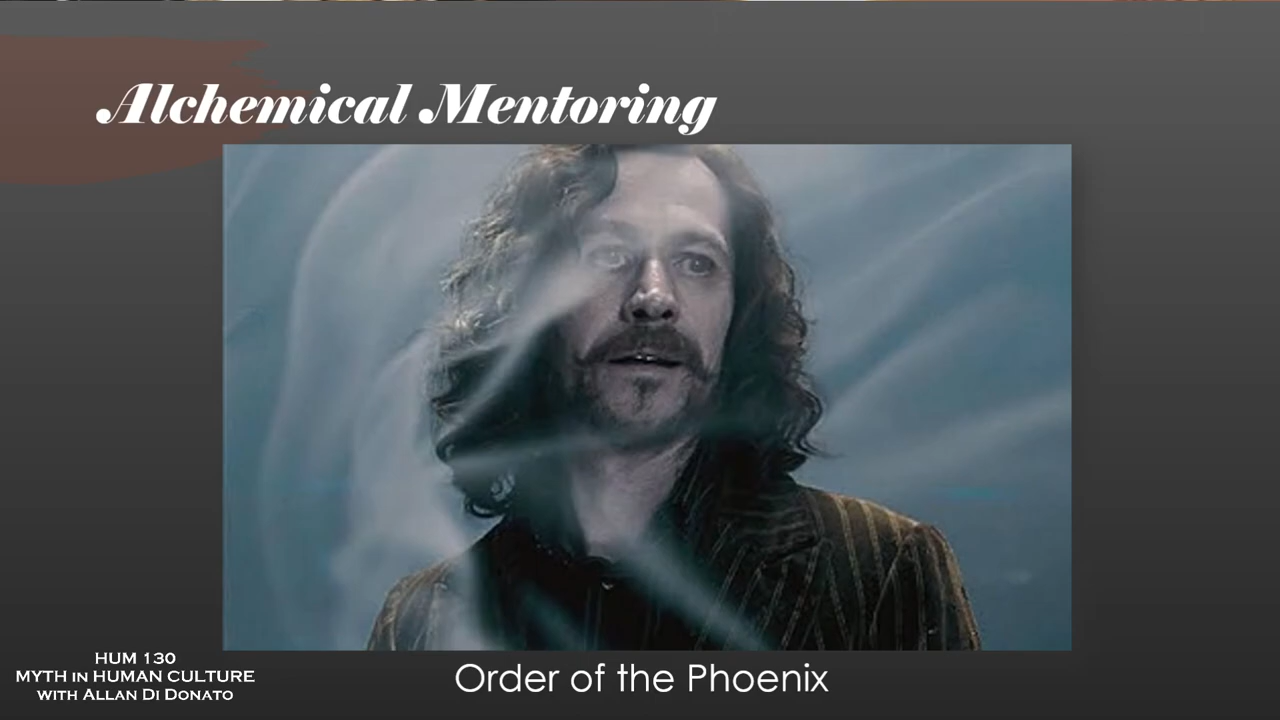 Alchemical Mentoring
Order of the Phoenix
HUM 130
MYTH in HUMAN CULTURE
WITH ALLAN DI DONATO